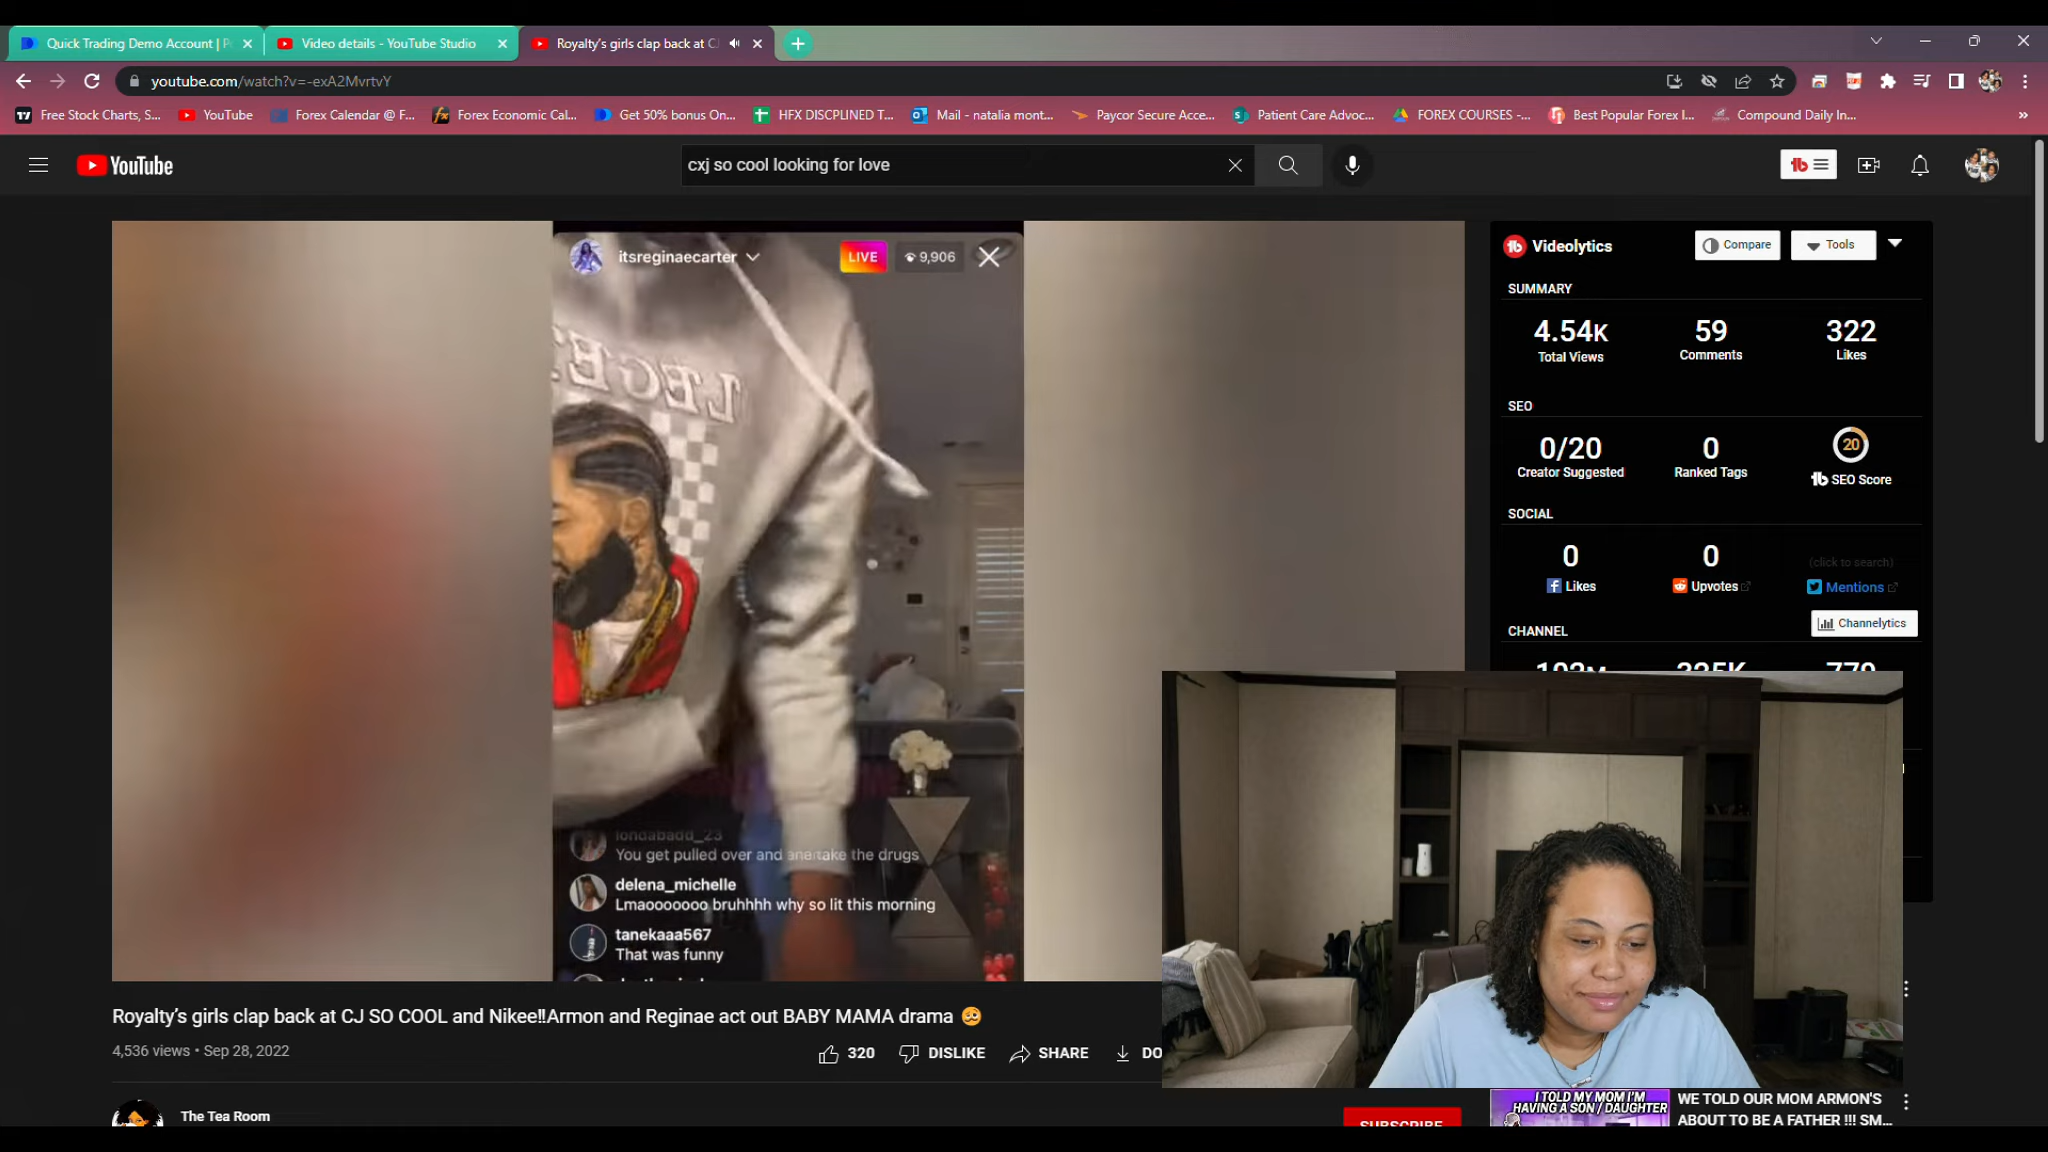 Quick Trading Demo Account | P
Video details - YouTube Studio
Royalty's girls clap back at CJ
youtube.com/watch?v=-exA2MvrtvY
Free Stock Charts, S...
YouTube
Forex Calendar @ F...
Forex Economic Cal...
Get 50% bonus On...
HFX DISCPLINED T...
Mail - natalia mont...
Paycor Secure Acce...
Patient Care Advoc...
FOREX COURSES -...
Best Popular Forex I...
Compound Daily In...
YouTube
cxj so cool looking for love
itsreginaecarter
LIVE
9,906
LEGE
londabadd_23
You get pulled over and
take the drugs
delena_michelle
Lmaooooooo bruhhhh why so lit this morning
tanekaaa567
That was funny
Videolytics
Compare
Tools
SUMMARY
4.54K
59
322
Total Views
Comments
Likes
SEO
0/20
0
20
Creator Suggested
Ranked Tags
SEO Score
SOCIAL
0
0
(click to search)
Likes
Upvotes
Mentions
CHANNEL
Channelytics
Royalty's girls clap back at CJ SO COOL and Nikee!!Armon and Reginae act out BABY MAMA drama
4,536 views • Sep 28, 2022
320
DISLIKE
SHARE
DO
The Tea Room
SUBSCRIBE
I TOLD MY MOM I'M
HAVING A SON / DAUGHTER
WE TOLD OUR MOM ARMON'S
ABOUT TO BE A FATHER !!! SM...